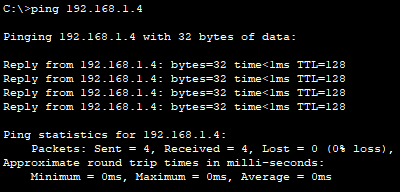 C:\>ping 192.168.1.4
Pinging 192.168.1.4 with 32 bytes of data:
Reply from 192.168.1.4: bytes=32 time<1ms TTL=128
Reply from 192.168.1.4: bytes=32 time<1ms TTL=128
Reply from 192.168.1.4: bytes=32 time<1ms TTL=128
Reply from 192.168.1.4: bytes=32 time<1ms TTL=128
Ping statistics for 192.168.1.4:
Packets: Sent = 4, Received = 4, Lost = 0 (0% loss),
Approximate round trip times in milli-seconds:
Minimum = 0ms, Maximum = 0ms, Average = 0ms